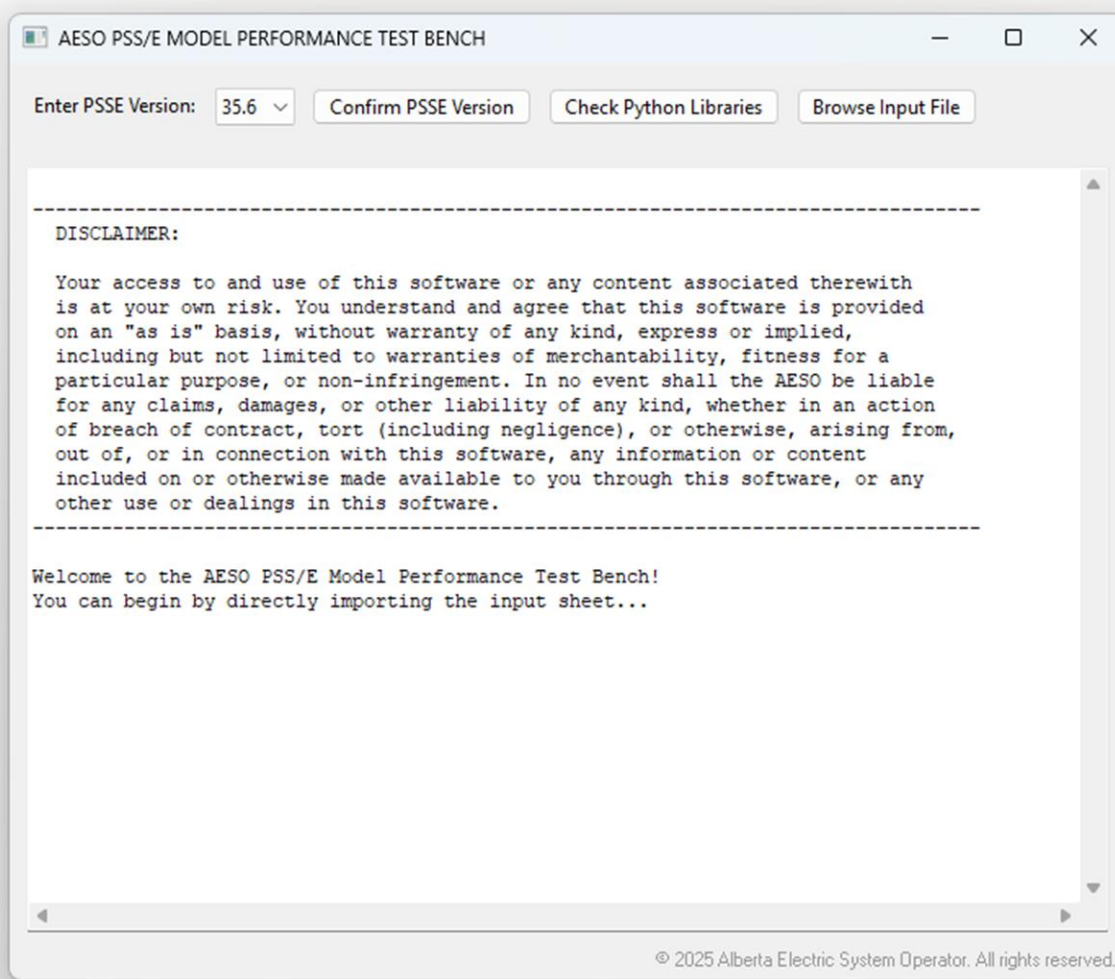 AESO PSS/E MODEL PERFORMANCE TEST BENCH
Enter PSSE Version: 35.6 Confirm PSSE Version Check Python Libraries Browse Input File
-----------------------------------------------------------------------------------
DISCLAIMER:
Your access to and use of this software or any content associated therewith
is at your own risk. You understand and agree that this software is provided
on an "as is" basis, without warranty of any kind, express or implied,
including but not limited to warranties of merchantability, fitness for a
particular purpose, or non-infringement. In no event shall the AESO be liable
for any claims, damages, or other liability of any kind, whether in an action
of breach of contract, tort (including negligence), or otherwise, arising from,
out of, or in connection with this software, any information or content
included on or otherwise made available to you through this software, or any
other use or dealings in this software.
-----------------------------------------------------------------------------------
Welcome to the AESO PSS/E Model Performance Test Bench!
You can begin by directly importing the input sheet...
© 2025 Alberta Electric System Operator. All rights reserved.